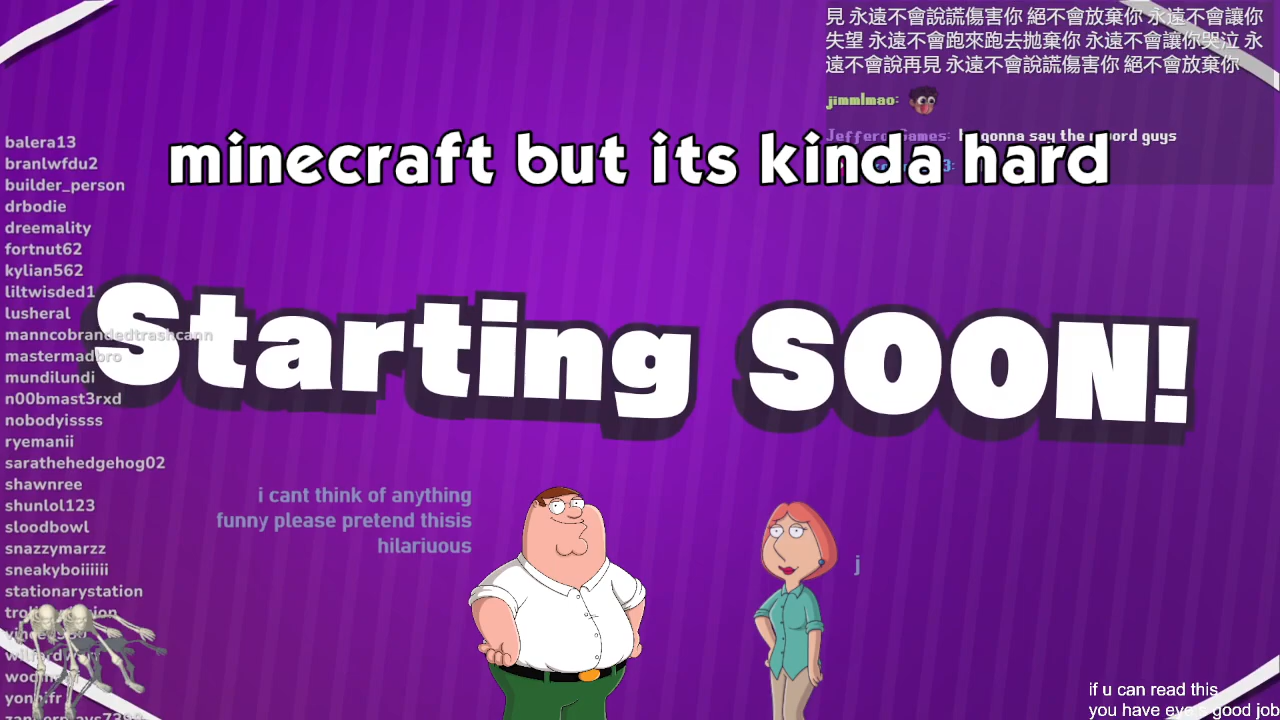 見 永遠不會說謊傷害你 絕不會放棄你 永遠不會讓你
失望 永遠不會跑來跑去拋棄你 永遠不會讓你哭泣 永
遠不會說再見 永遠不會說謊傷害你 絕不會放棄你
jimmlmao:
say the word guys
minecraft but its kinda hard
balera13
branlwfdu2
builder_person
drbodie
dreemality
fortnut62
kylian562
liltwisded1
lusheral
manncobrandedtrashcann
mastermadbro
mundilundi
n00bmast3rxd
nobodyissss
ryemanii
sarathehedgehog02
shawnree
shunlol123
sloodbowl
snazzymarzz
sneakyboiiiiii
stationarystation
Starting SOON!
i cant think of anything
funny please pretend thisis
hilariuous
j
if u can read this
you have good job